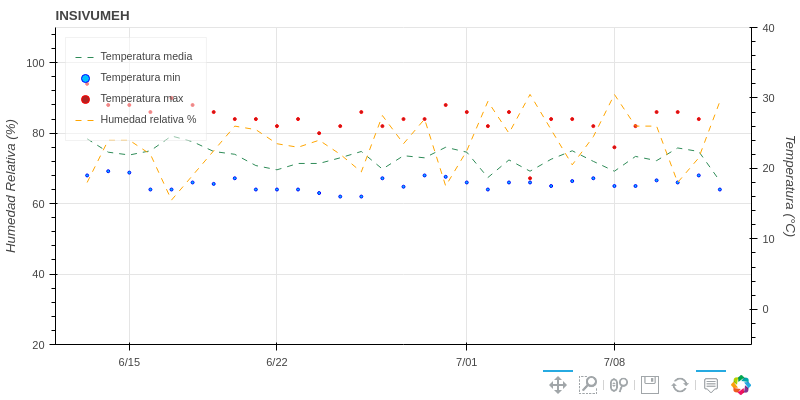 INSIVUMEH
Temperatura media
Temperatura min
Temperatura max
Humedad relativa %
Humedad Relativa (%)
100
80
60
40
20
Temperatura (°C)
40
30
20
10
0
6/15
6/22
7/01
7/08